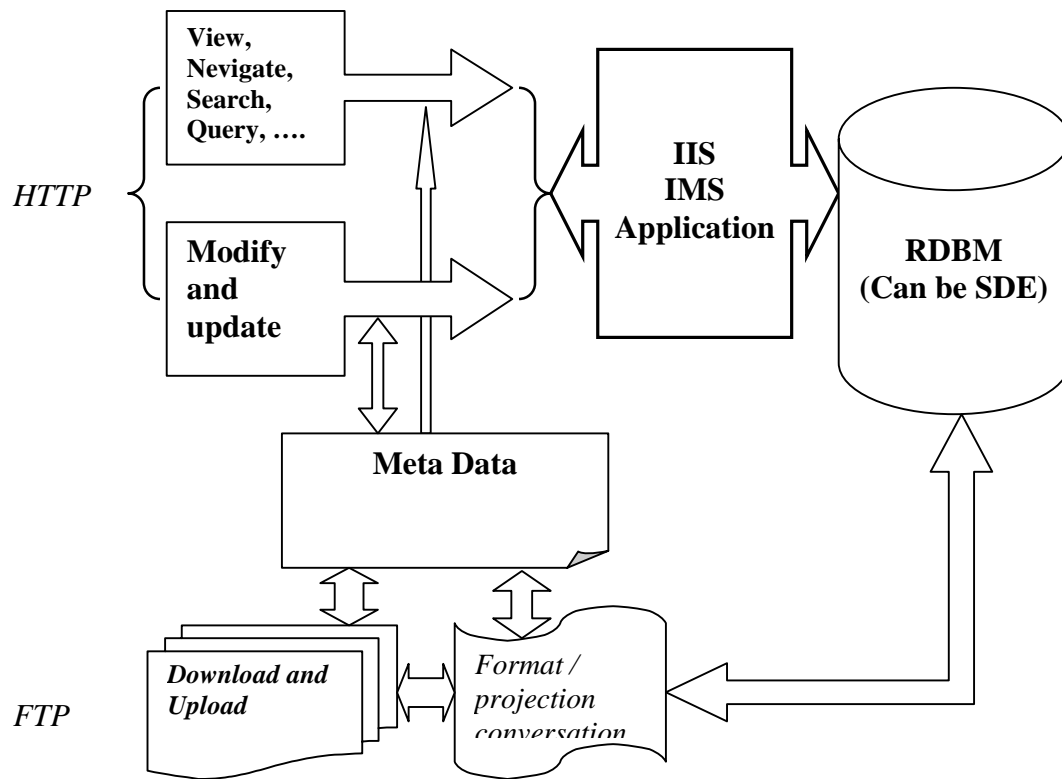 View,
Nevigate,
Search,
Query, ….
HTTP
Modify
and
update
IIS
IMS
Application
RDBM
(Can be SDE)
Meta Data
Download and
Upload
Format /
projection
conversation
FTP